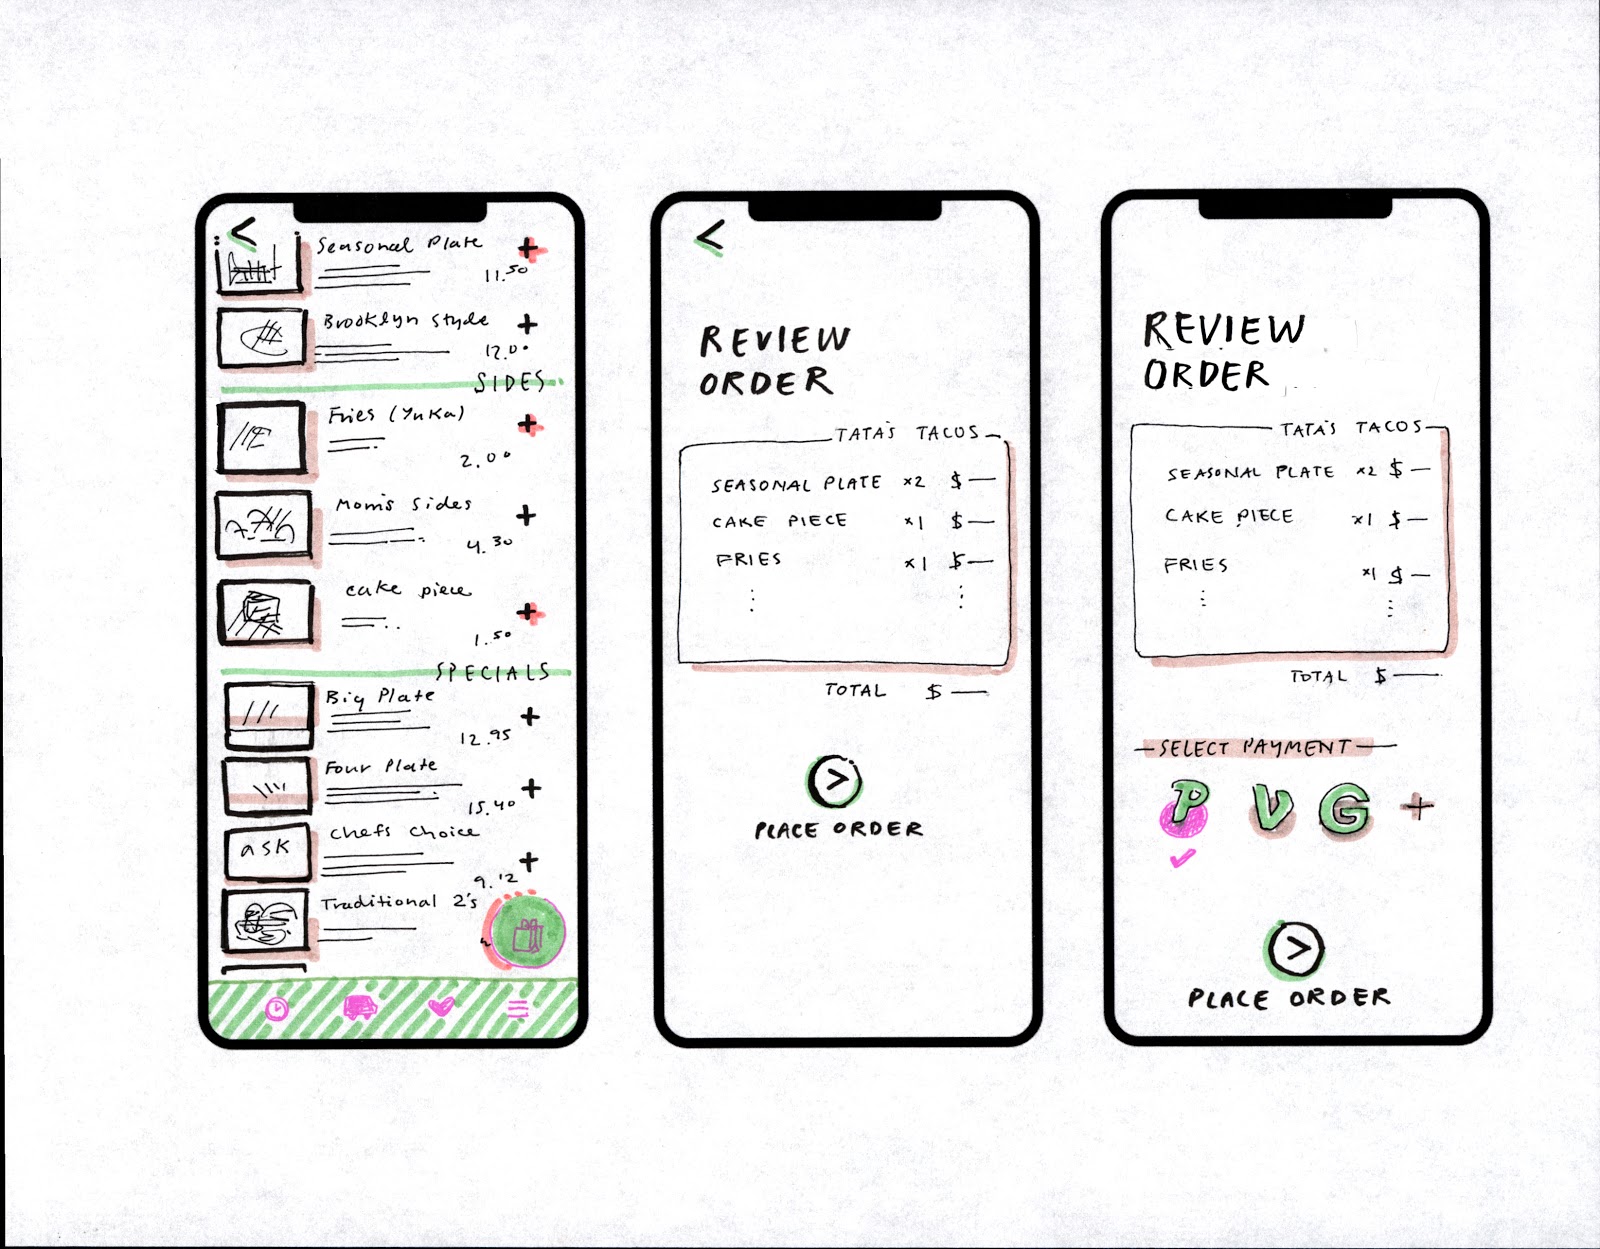 <
Seasonal Plate +
11.50
Brooklyn Style +
12.00
SIDES
Fries (Yuka) +
2.00
Mom's Sides +
4.30
cake piece +
1.50
SPECIALS
Big Plate +
12.95
Four Plate +
15.40
Chefs Choice
ask +
9.12
Traditional 2's
<
REVIEW
ORDER
TATA'S TACOS
SEASONAL PLATE x2 $—
CAKE PIECE x1 $—
FRIES x1 $—
TOTAL $—
>
PLACE ORDER
REVIEW
ORDER
TATA'S TACOS
SEASONAL PLATE x2 $—
CAKE PIECE x1 $—
FRIES x1 $—
TOTAL $—
SELECT PAYMENT
P V G +
>
PLACE ORDER